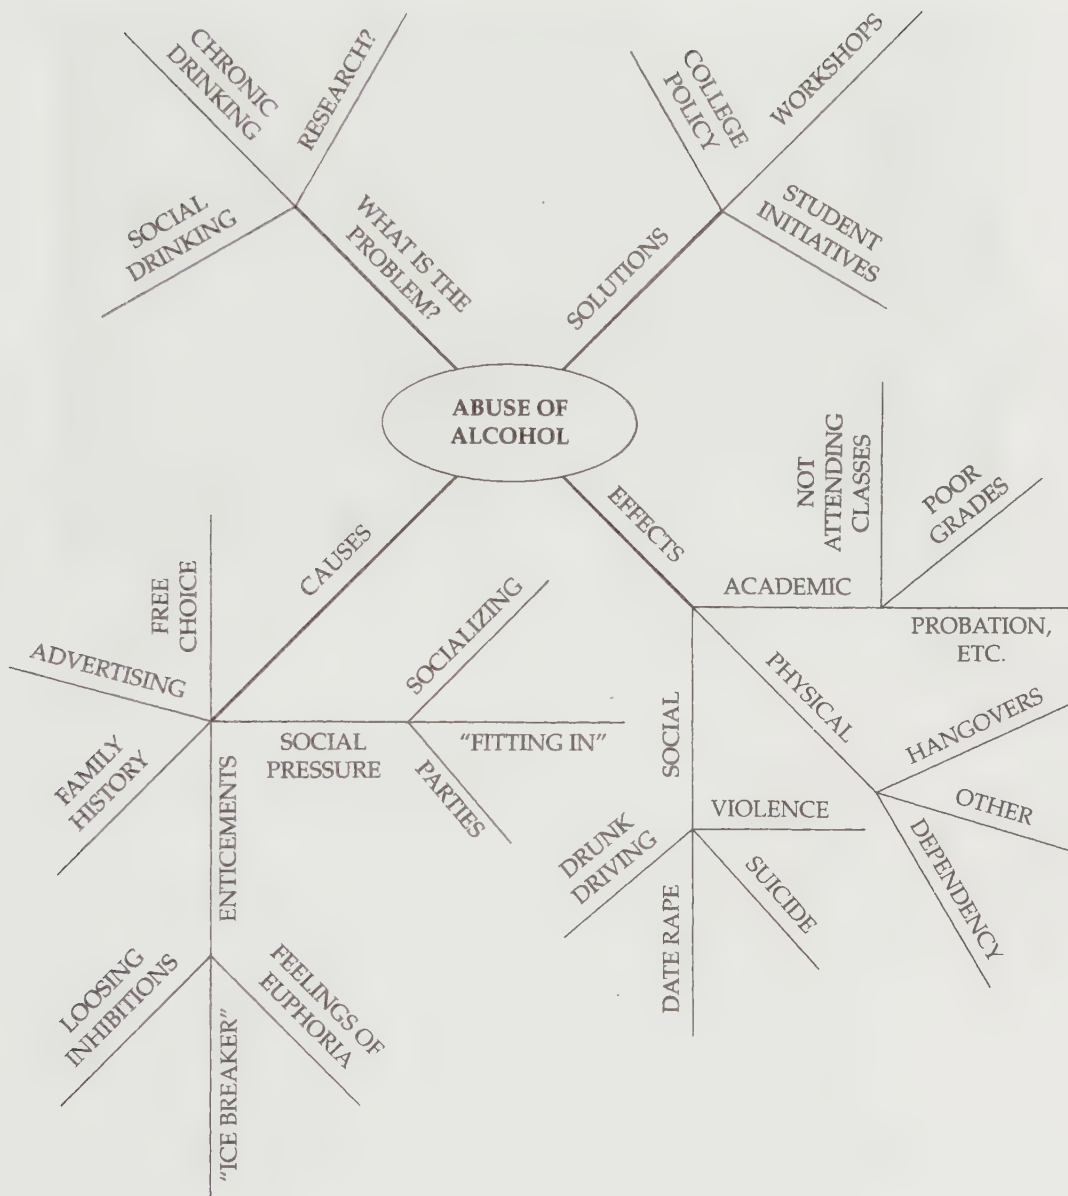 CHRONIC
DRINKING
RESEARCH?
SOCIAL
DRINKING
WHAT IS THE
PROBLEM?
COLLEGE
POLICY
WORKSHOPS
STUDENT
INITIATIVES
SOLUTIONS
ABUSE OF
ALCOHOL
CAUSES
FREE
CHOICE
ADVERTISING
FAMILY
HISTORY
ENTICEMENTS
SOCIAL
PRESSURE
SOCIALIZING
"FITTING IN"
PARTIES
LOOSING
INHIBITIONS
"ICE BREAKER"
FEELINGS OF
EUPHORIA
EFFECTS
ACADEMIC
NOT
ATTENDING
CLASSES
POOR
GRADES
PROBATION,
ETC.
PHYSICAL
HANGOVERS
OTHER
DEPENDENCY
SOCIAL
VIOLENCE
DRUNK
DRIVING
DATE RAPE
SUICIDE